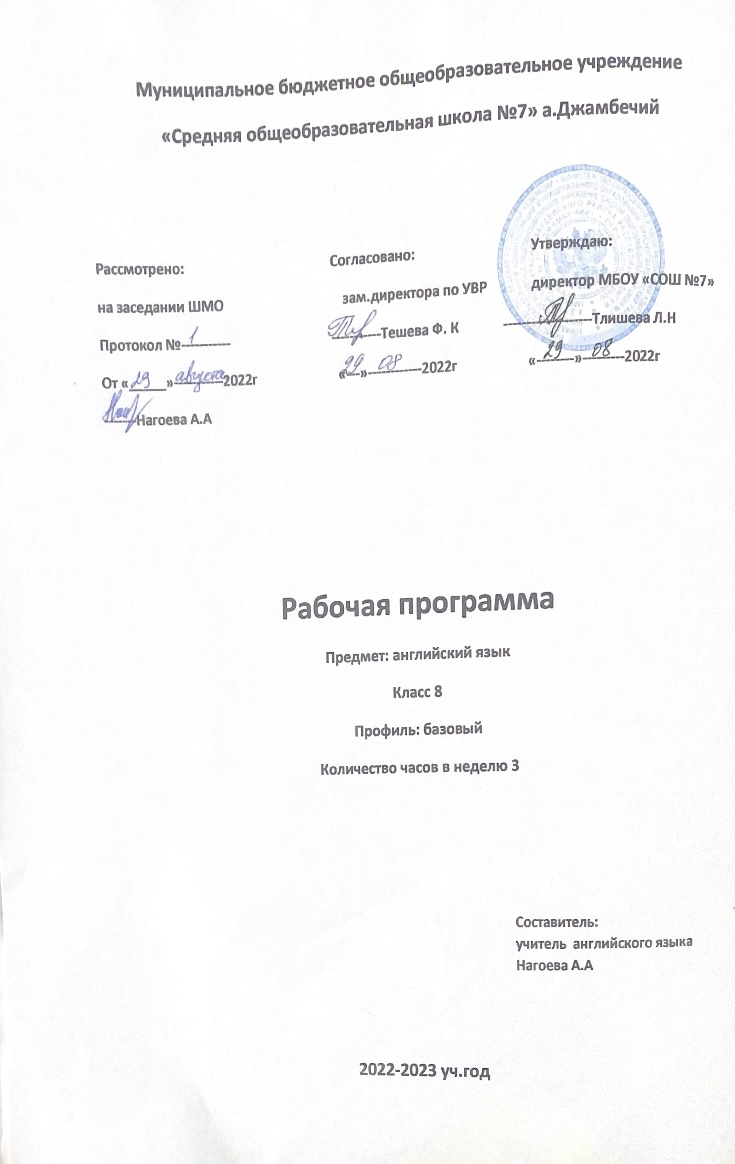 Муниципальное бюджетное общеобразовательное учреждение
«Средняя общеобразовательная школа №7» а.Джамбечий
Рассмотрено:
на заседании ШМО
Протокол № 1
От « 29 » августа 2022г
Нагоева А.А
Согласовано:
зам.директора по УВР
Тешева Ф. К
« 29 » 08 2022г
Утверждаю:
директор МБОУ «СОШ №7»
Тлишева Л.Н
« 29 » 08 2022г
Рабочая программа
Предмет: английский язык
Класс 8
Профиль: базовый
Количество часов в неделю 3
Составитель:
учитель английского языка
Нагоева А.А
2022-2023 уч.год